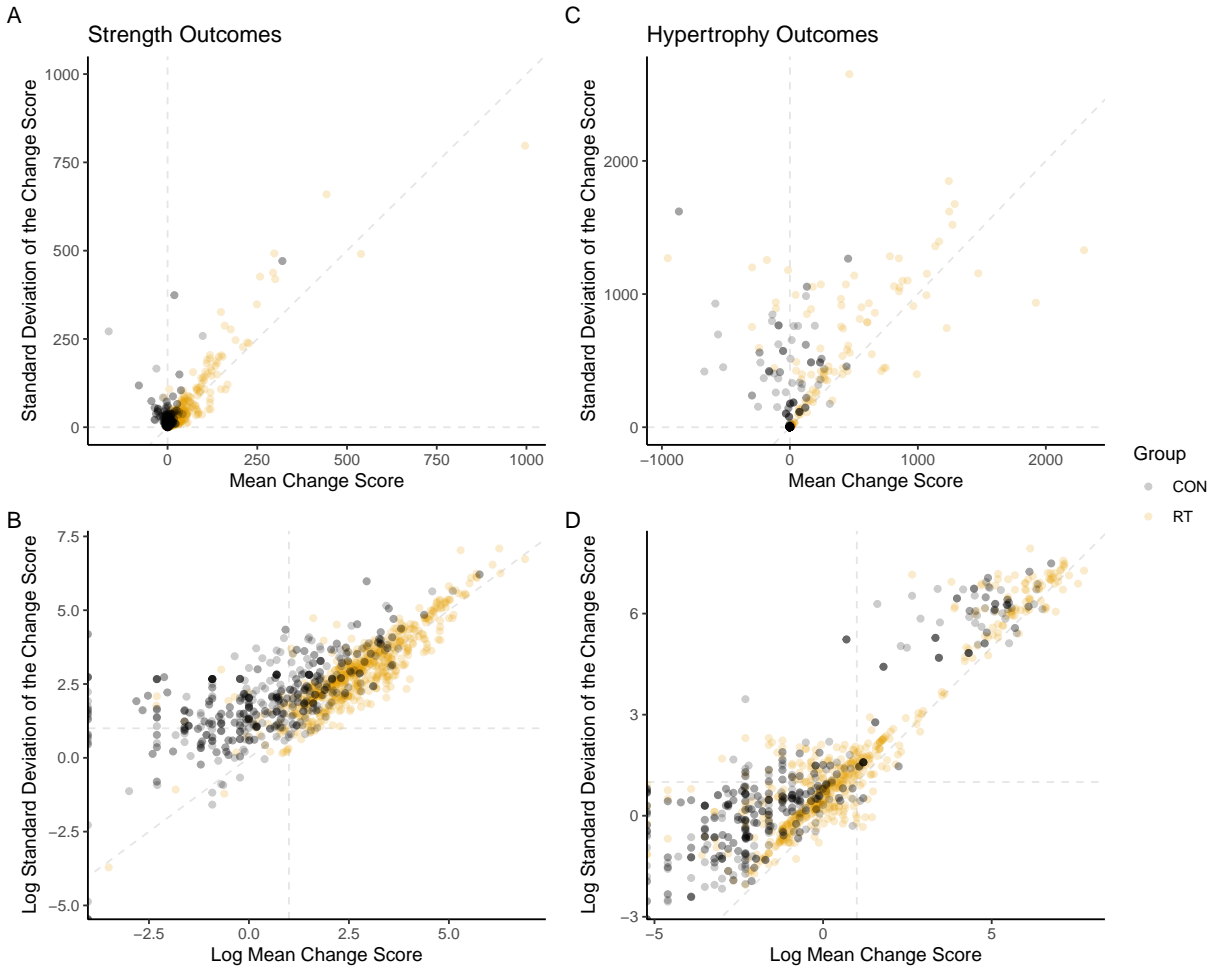 A
Strength Outcomes
Standard Deviation of the Change Score
1000
750
500
250
0
0
250
500
750
1000
Mean Change Score
C
Hypertrophy Outcomes
Standard Deviation of the Change Score
2000
1000
0
−1000
0
1000
2000
Mean Change Score
Group
CON
RT
B
Log Standard Deviation of the Change Score
7.5
5.0
2.5
0.0
−2.5
−5.0
−2.5
0.0
2.5
5.0
Log Mean Change Score
D
Log Standard Deviation of the Change Score
6
3
0
−3
−5
0
5
Log Mean Change Score